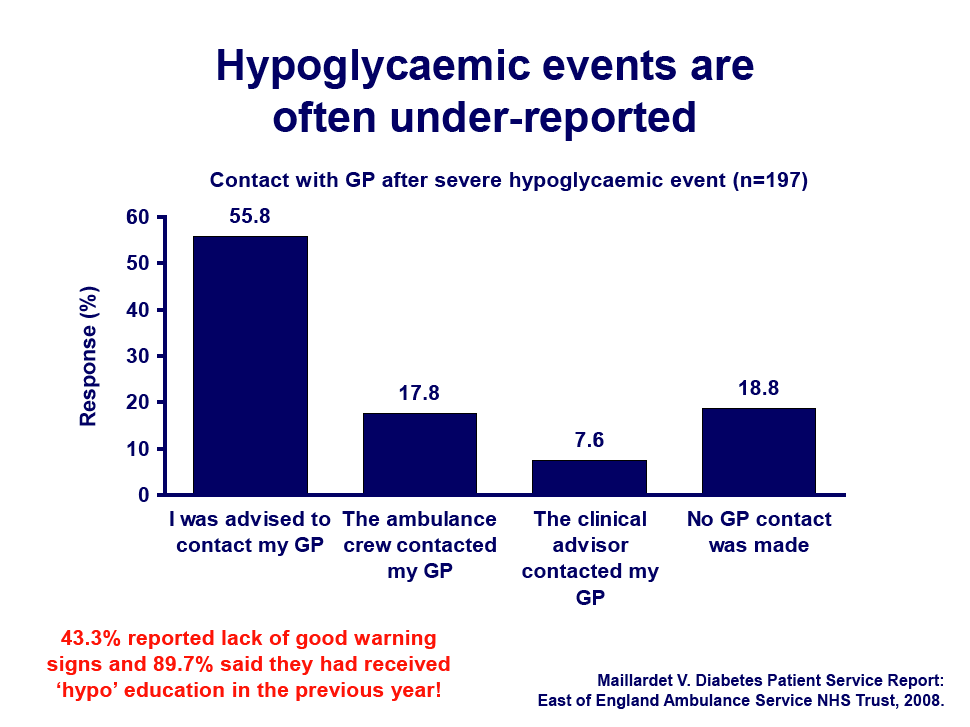 Hypoglycaemic events are
often under-reported
Contact with GP after severe hypoglycaemic event (n=197)
Response (%)
60
50
40
30
20
10
0
55.8
17.8
7.6
18.8
I was advised to
contact my GP
The ambulance
crew contacted
my GP
The clinical
advisor
contacted my
GP
No GP contact
was made
43.3% reported lack of good warning
signs and 89.7% said they had received
‘hypo’ education in the previous year!
Maillardet V. Diabetes Patient Service Report:
East of England Ambulance Service NHS Trust, 2008.